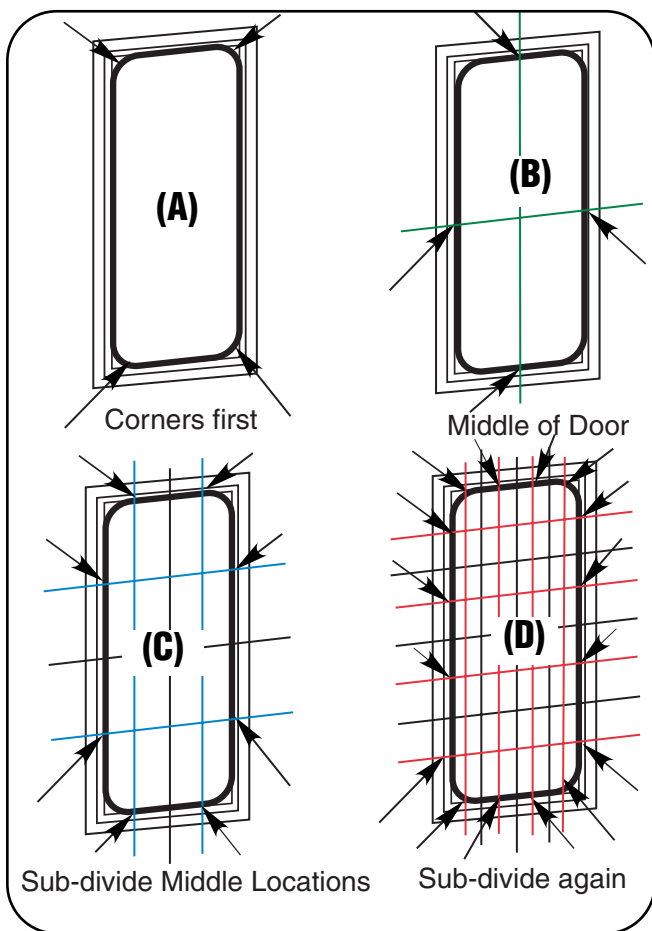 (A)
(B)
Corners first
Middle of Door
(C)
(D)
Sub-divide Middle Locations
Sub-divide again